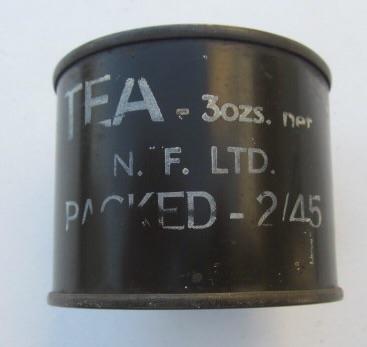 TEA - 3ozs. net
N. F. LTD.
PACKED - 2/45